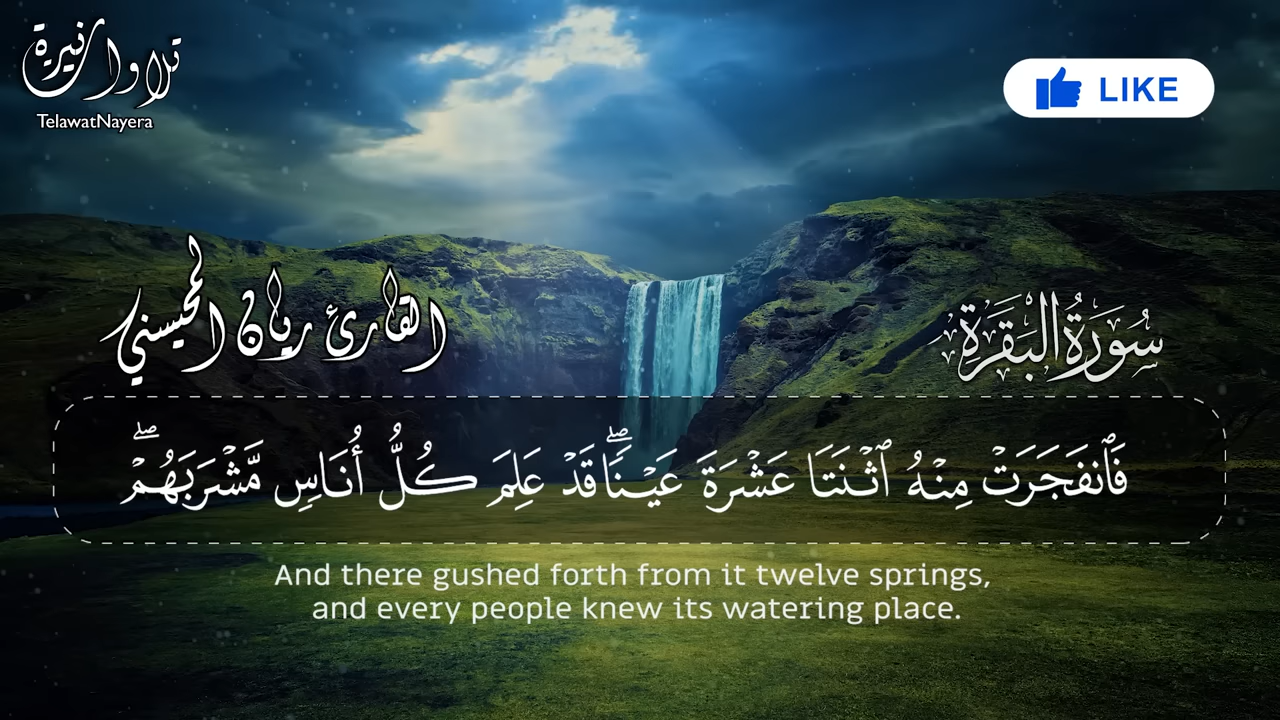 تلاوات نيرة
TelawatNayera
LIKE
القارئ ريان المحيسني
سُورَةُ البَقَرَةِ
فَٱنفَجَرَتْ مِنْهُ ٱثْنَتَا عَشْرَةَ عَيْنًاۖ قَدْ عَلِمَ كُلُّ أُنَاسٍ مَّشْرَبَهُمْۖ
And there gushed forth from it twelve springs,
and every people knew its watering place.